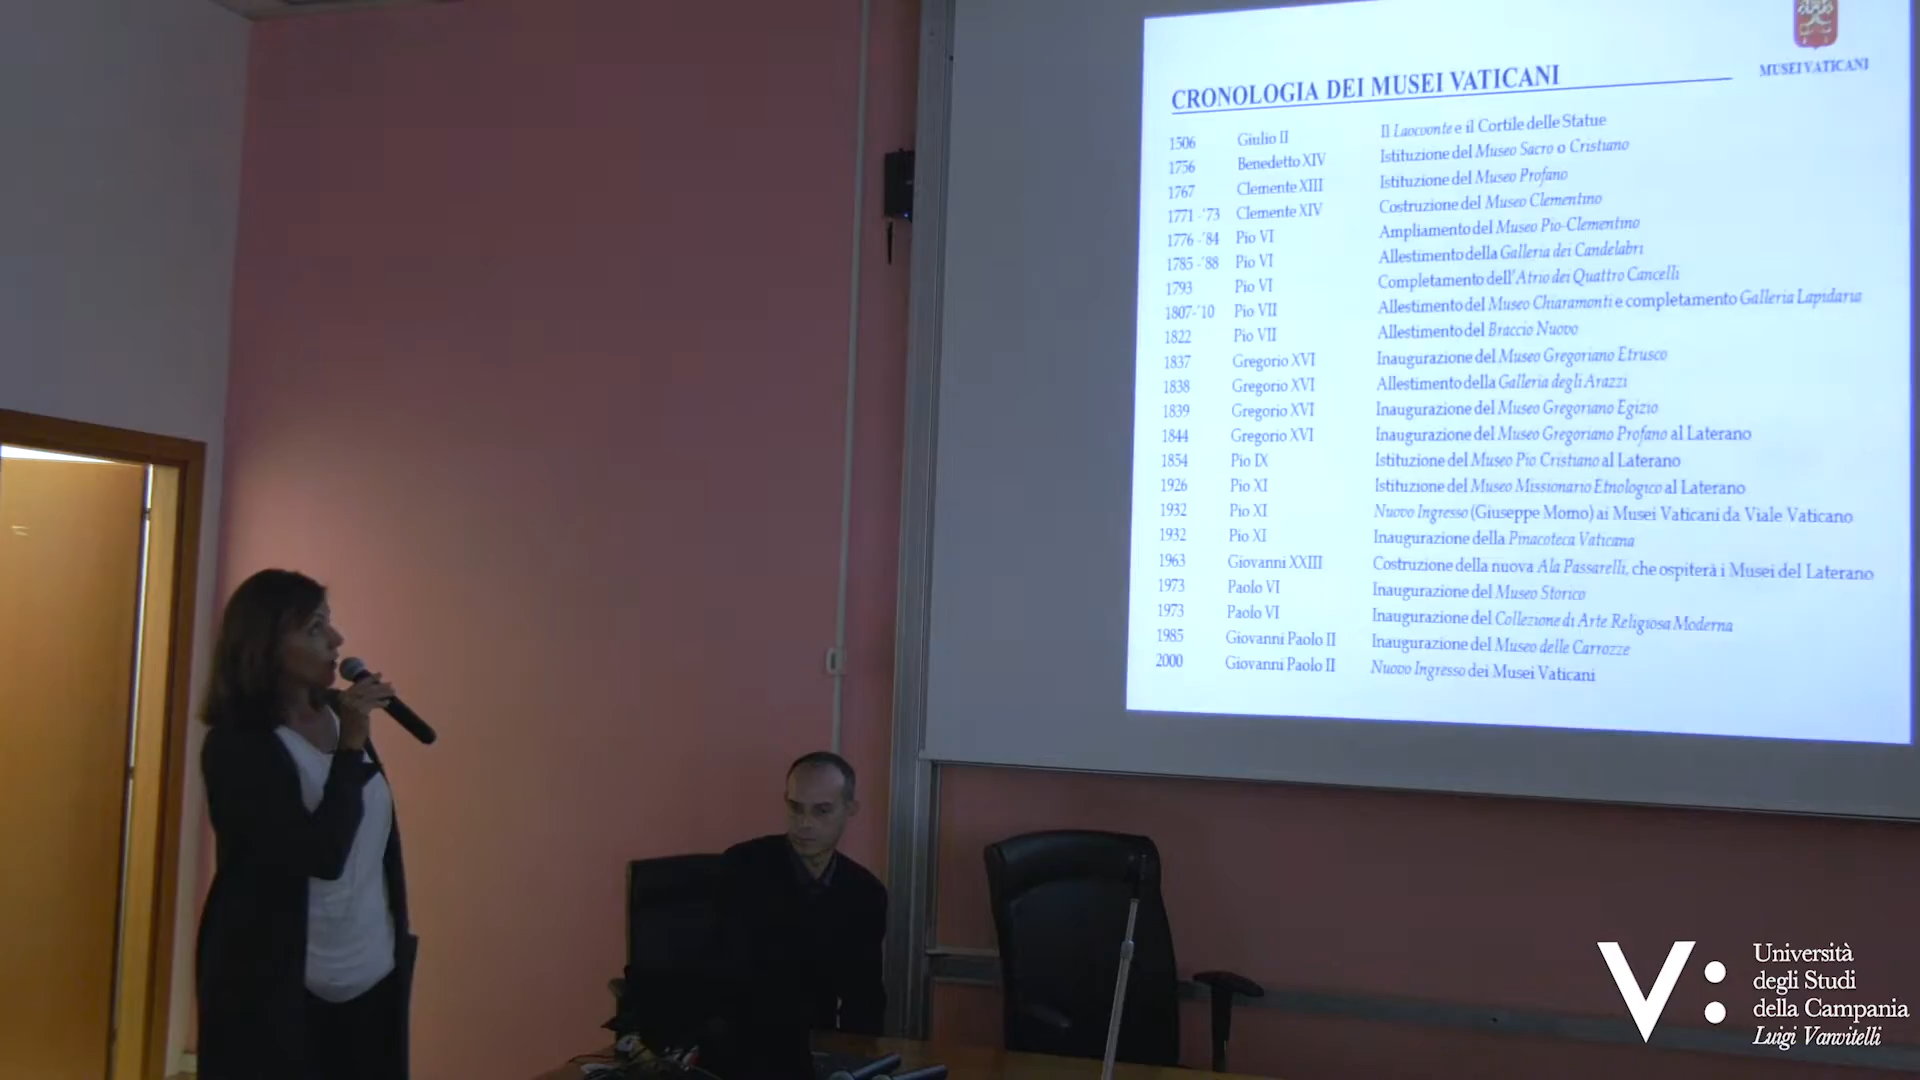 MUSEI VATICANI
CRONOLOGIA DEI MUSEI VATICANI
1506 Giulio II Il Laocoonte e il Cortile delle Statue
1756 Benedetto XIV Istituzione del Museo Sacro o Cristiano
1767 Clemente XIII Istituzione del Museo Profano
1771 -'73 Clemente XIV Costruzione del Museo Clementino
1776 -'84 Pio VI Ampliamento del Museo Pio-Clementino
1785 -'88 Pio VI Allestimento della Galleria dei Candelabri
1793 Pio VI Completamento dell'Atrio dei Quattro Cancelli
1807-'10 Pio VII Allestimento del Museo Chiaramonti e completamento Galleria Lapidaria
1822 Pio VII Allestimento del Braccio Nuovo
1837 Gregorio XVI Inaugurazione del Museo Gregoriano Etrusco
1838 Gregorio XVI Allestimento della Galleria degli Arazzi
1839 Gregorio XVI Inaugurazione del Museo Gregoriano Egizio
1844 Gregorio XVI Inaugurazione del Museo Gregoriano Profano al Laterano
1854 Pio IX Istituzione del Museo Pio Cristiano al Laterano
1926 Pio XI Istituzione del Museo Missionario Etnologico al Laterano
1932 Pio XI Nuovo Ingresso (Giuseppe Momo) ai Musei Vaticani da Viale Vaticano
1932 Pio XI Inaugurazione della Pinacoteca Vaticana
1963 Giovanni XXIII Costruzione della nuova Ala Passarelli, che ospiterà i Musei del Laterano
1973 Paolo VI Inaugurazione del Museo Storico
1973 Paolo VI Inaugurazione del Collezione di Arte Religiosa Moderna
1985 Giovanni Paolo II Inaugurazione del Museo delle Carrozze
2000 Giovanni Paolo II Nuovo Ingresso dei Musei Vaticani
V:
Università
degli Studi
della Campania
Luigi Vanvitelli